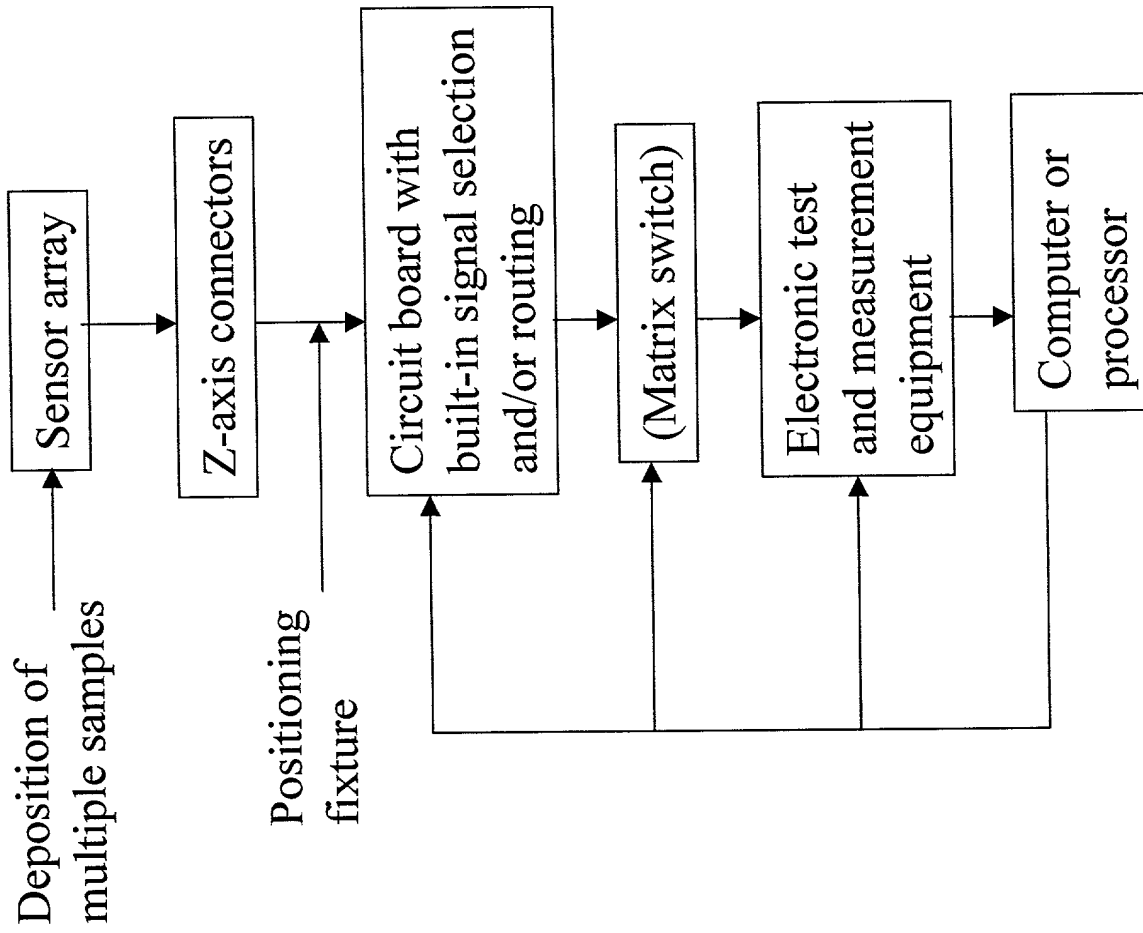 Deposition of
multiple samples
Sensor array
Z-axis connectors
Positioning
fixture
Circuit board with
built-in signal selection
and/or routing
(Matrix switch)
Electronic test
and measurement
equipment
Computer or
processor